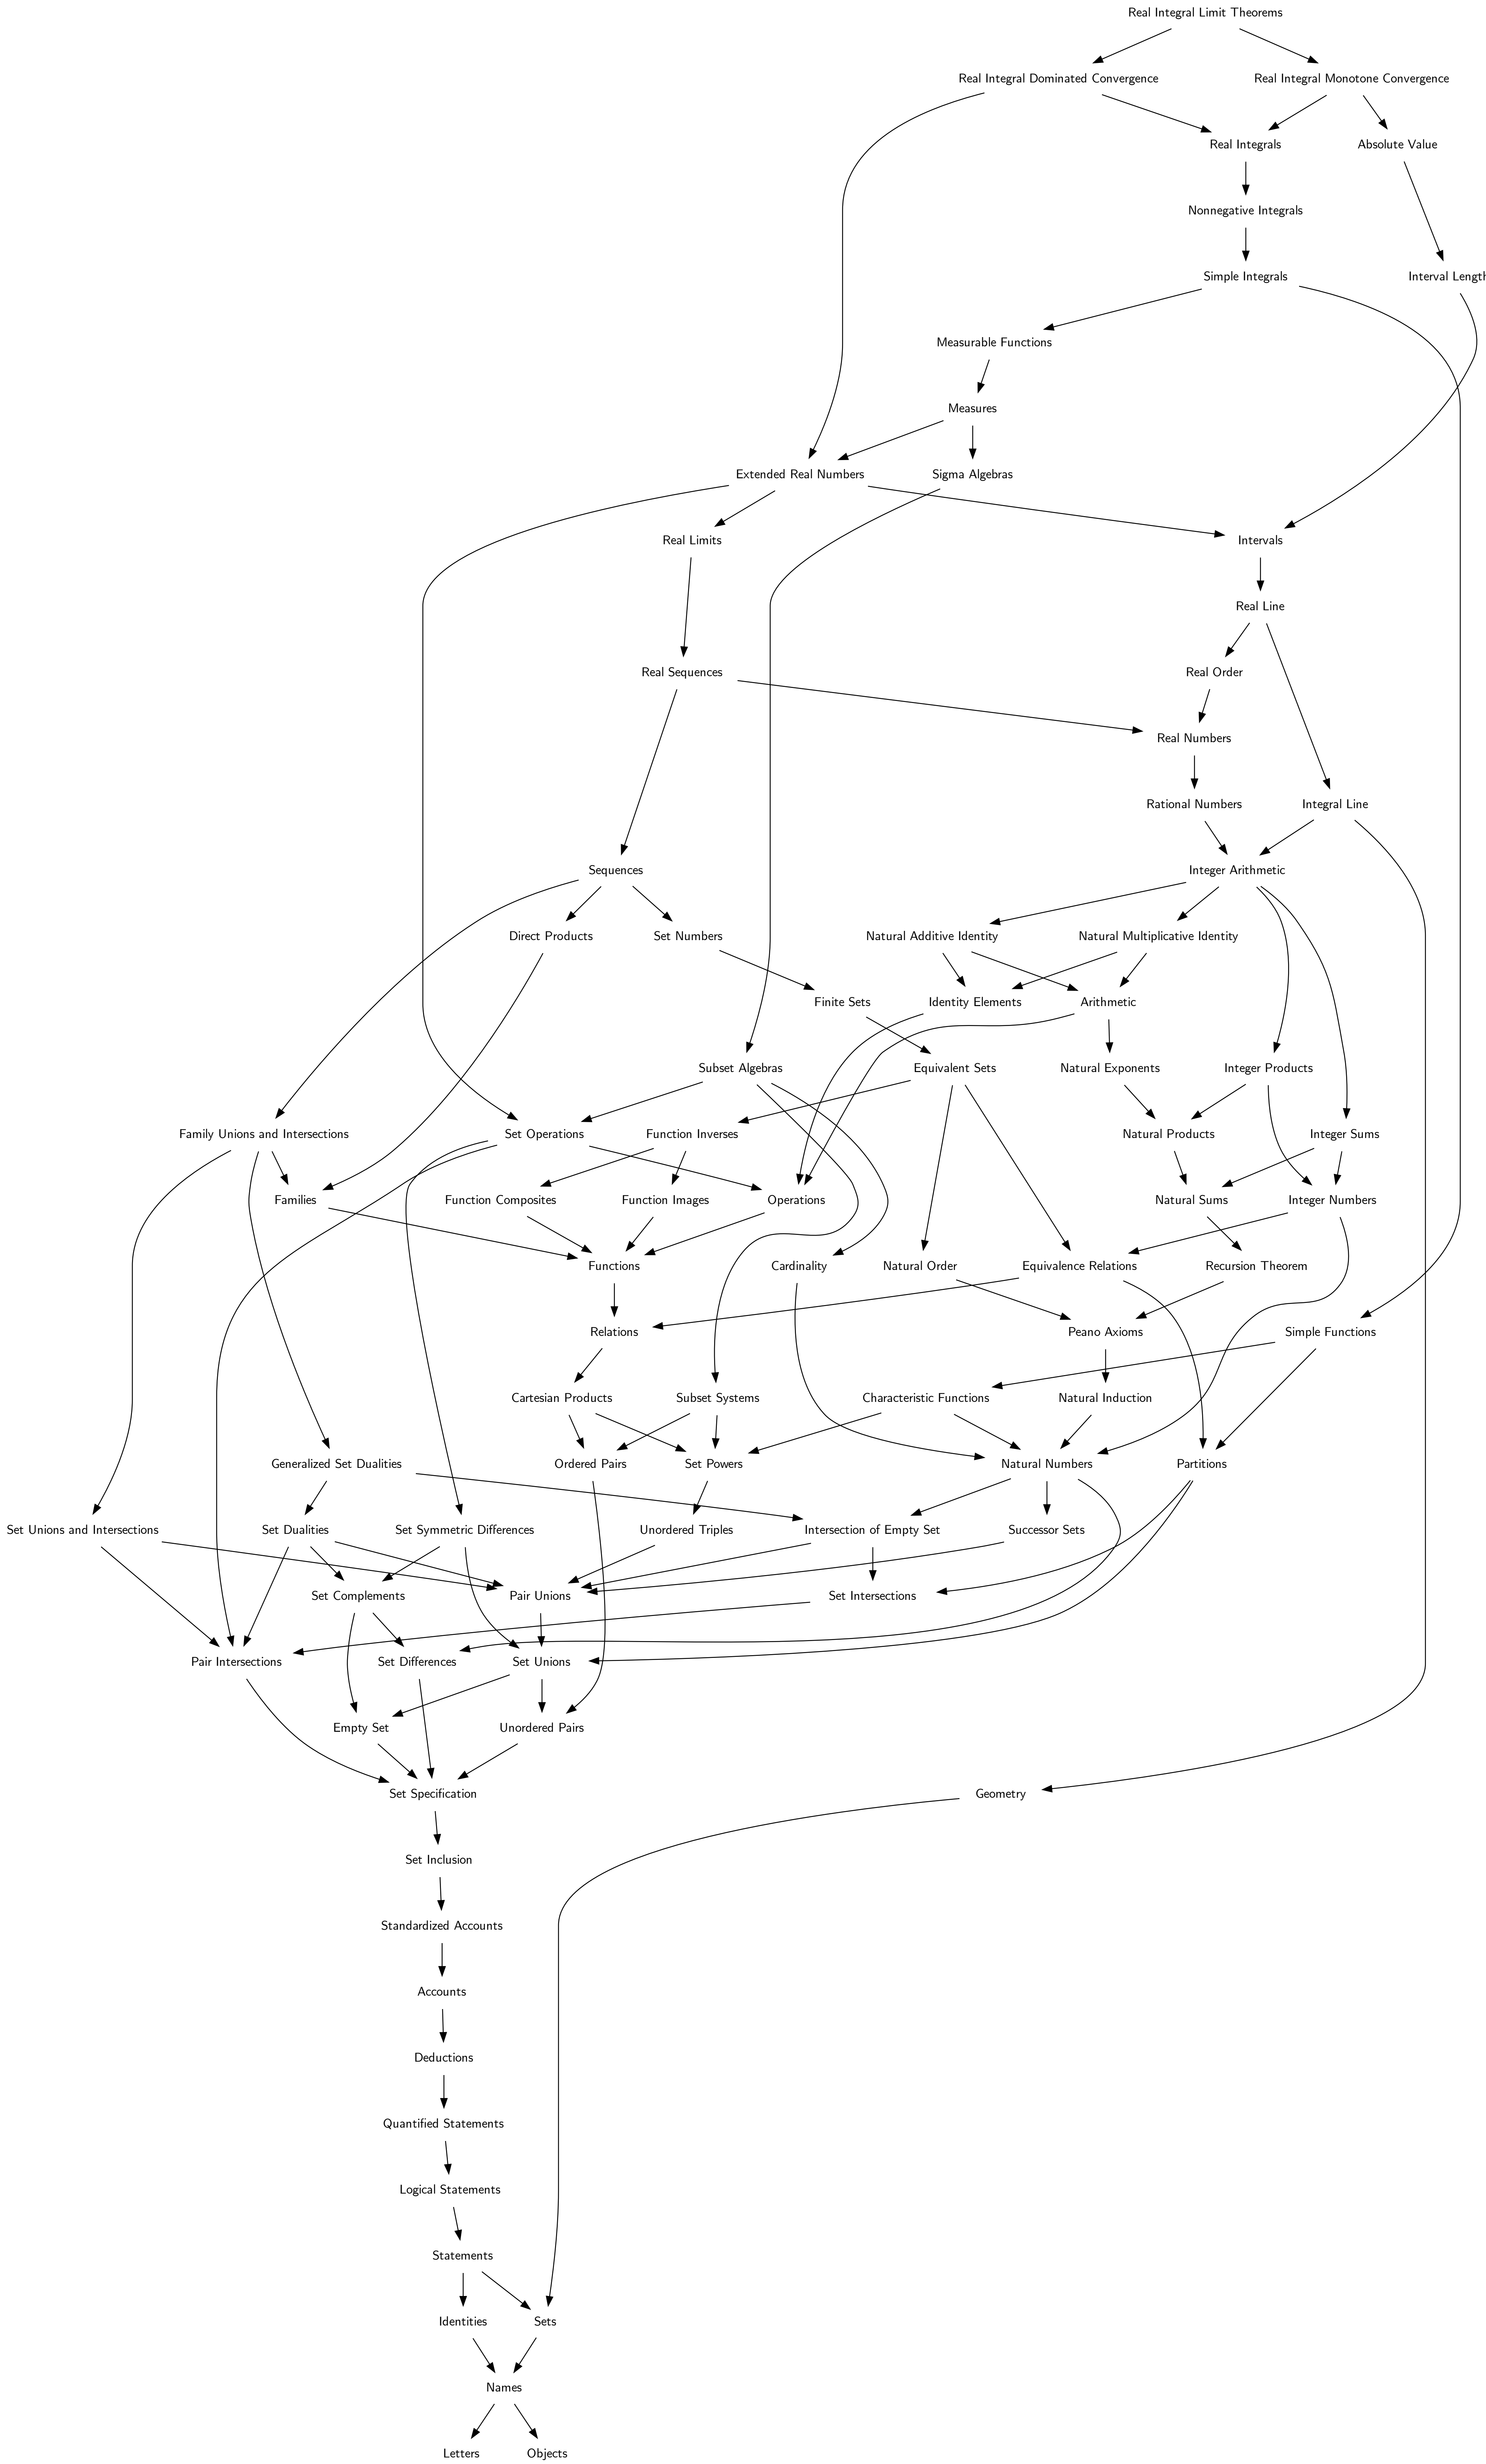 Real Integral Limit Theorems
Real Integral Dominated Convergence
Real Integral Monotone Convergence
Real Integrals
Absolute Value
Nonnegative Integrals
Simple Integrals
Interval Length
Measurable Functions
Measures
Extended Real Numbers
Sigma Algebras
Real Limits
Intervals
Real Line
Real Sequences
Real Order
Real Numbers
Rational Numbers
Integral Line
Sequences
Integer Arithmetic
Direct Products
Set Numbers
Natural Additive Identity
Natural Multiplicative Identity
Finite Sets
Identity Elements
Arithmetic
Subset Algebras
Equivalent Sets
Natural Exponents
Integer Products
Family Unions and Intersections
Set Operations
Function Inverses
Natural Products
Integer Sums
Families
Function Composites
Function Images
Operations
Natural Sums
Integer Numbers
Functions
Cardinality
Natural Order
Equivalence Relations
Recursion Theorem
Relations
Peano Axioms
Simple Functions
Cartesian Products
Subset Systems
Characteristic Functions
Natural Induction
Generalized Set Dualities
Ordered Pairs
Set Powers
Natural Numbers
Partitions
Set Unions and Intersections
Set Dualities
Set Symmetric Differences
Unordered Triples
Intersection of Empty Set
Successor Sets
Set Complements
Pair Unions
Set Intersections
Pair Intersections
Set Differences
Set Unions
Empty Set
Unordered Pairs
Set Specification
Geometry
Set Inclusion
Standardized Accounts
Accounts
Deductions
Quantified Statements
Logical Statements
Statements
Identities
Sets
Names
Letters
Objects